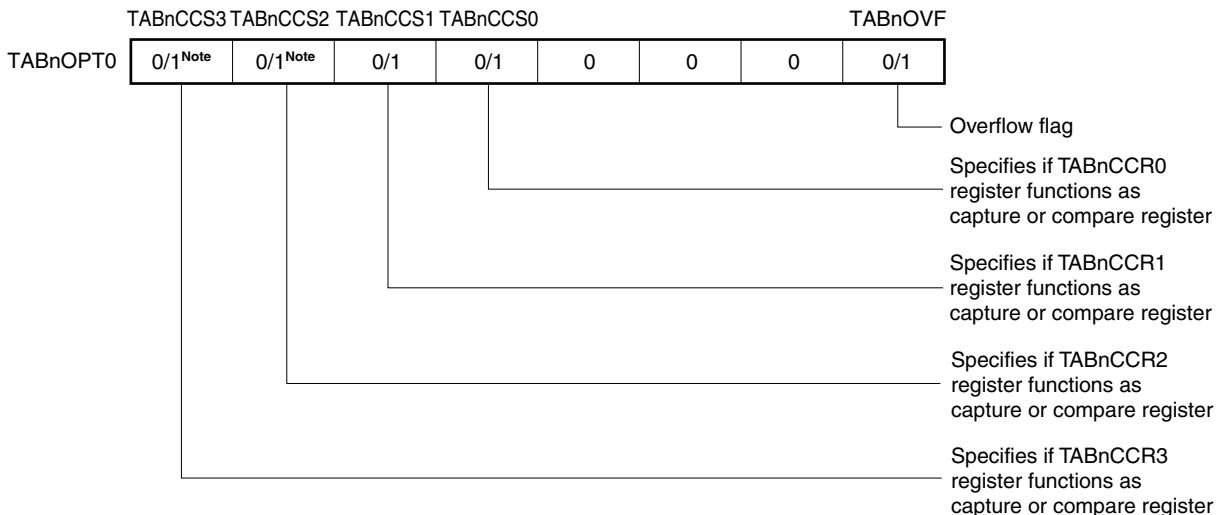 TABnCCS3 TABnCCS2 TABnCCS1 TABnCCS0 TABnOVF
TABnOPT0 0/1Note 0/1Note 0/1 0/1 0 0 0 0/1
Overflow flag
Specifies if TABnCCR0
register functions as
capture or compare register
Specifies if TABnCCR1
register functions as
capture or compare register
Specifies if TABnCCR2
register functions as
capture or compare register
Specifies if TABnCCR3
register functions as
capture or compare register